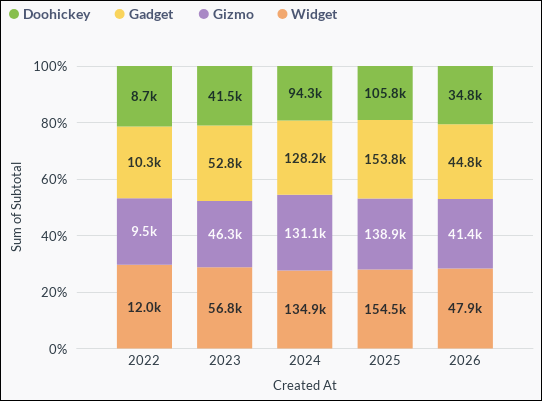 Doohickey Gadget Gizmo Widget
100%
8.7k 41.5k 94.3k 105.8k 34.8k
80%
10.3k 52.8k 128.2k 153.8k 44.8k
60%
9.5k 46.3k 131.1k 138.9k 41.4k
40%
20%
12.0k 56.8k 134.9k 154.5k 47.9k
0%
Sum of Subtotal
2022 2023 2024 2025 2026
Created At